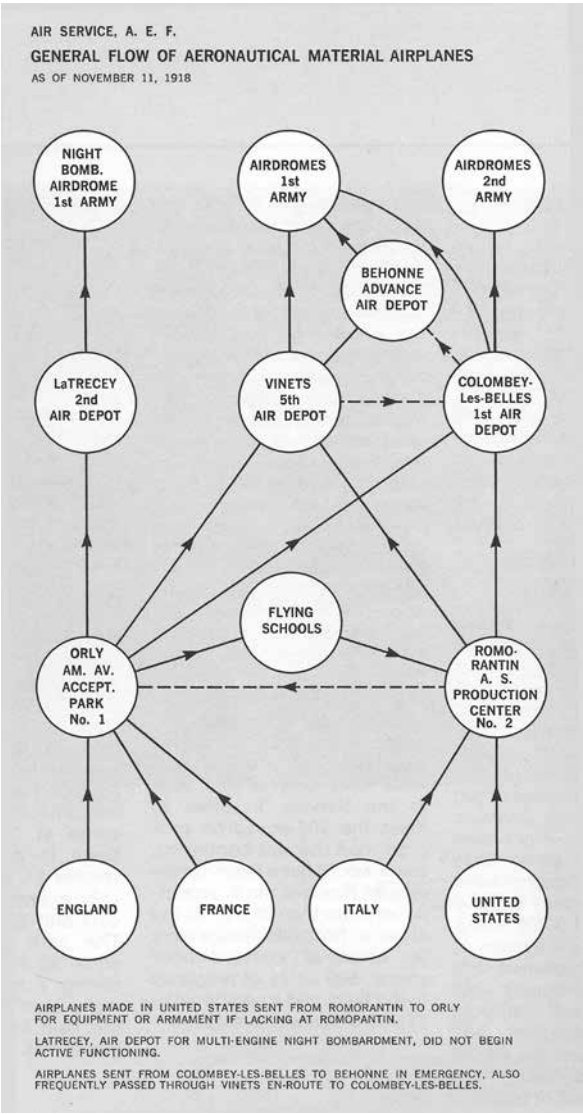 AIR SERVICE, A. E. F.
GENERAL FLOW OF AERONAUTICAL MATERIAL AIRPLANES
AS OF NOVEMBER 11, 1918
NIGHT
BOMB.
AIRDROME
1st ARMY
AIRDROMES
1st
ARMY
AIRDROMES
2nd
ARMY
BEHONNE
ADVANCE
AIR DEPOT
LaTRECEY
2nd
AIR DEPOT
VINETS
5th
AIR DEPOT
COLOMBEY-
Les-BELLES
1st AIR
DEPOT
FLYING
SCHOOLS
ORLY
AM. AV.
ACCEPT.
PARK
No. 1
ROMO-
RANTIN
A. S.
PRODUCTION
CENTER
No. 2
ENGLAND
FRANCE
ITALY
UNITED
STATES
AIRPLANES MADE IN UNITED STATES SENT FROM ROMORANTIN TO ORLY
FOR EQUIPMENT OR ARMAMENT IF LACKING AT ROMOPANTIN.
LATRECEY, AIR DEPOT FOR MULTI-ENGINE NIGHT BOMBARDMENT, DID NOT BEGIN
ACTIVE FUNCTIONING.
AIRPLANES SENT FROM COLOMBEY-LES-BELLES TO BEHONNE IN EMERGENCY, ALSO
FREQUENTLY PASSED THROUGH VINETS EN-ROUTE TO COLOMBEY-LES-BELLES.